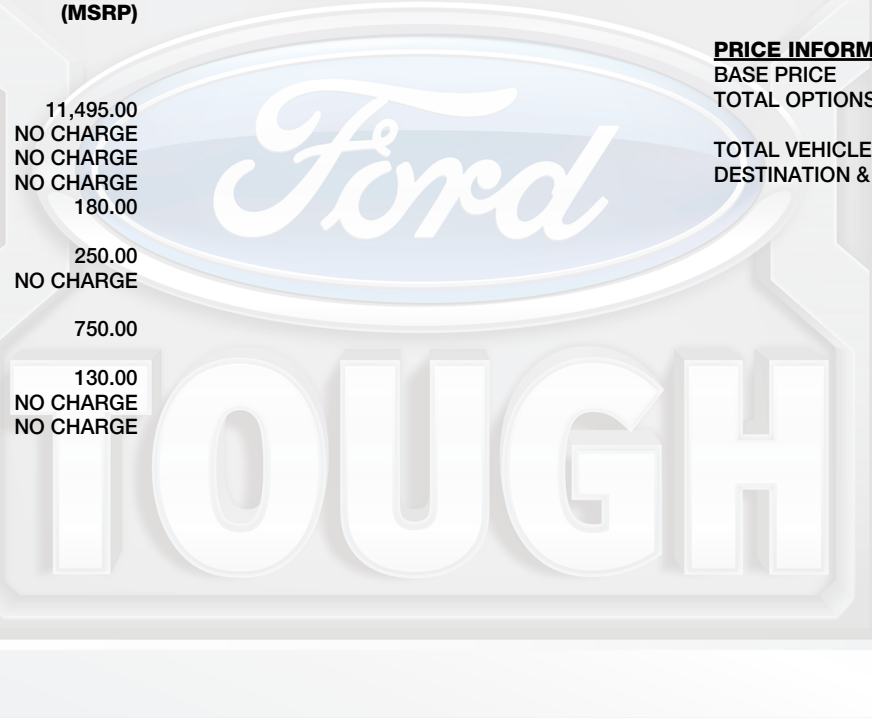 (MSRP)
11,495.00
NO CHARGE
NO CHARGE
NO CHARGE
180.00
250.00
NO CHARGE
750.00
130.00
NO CHARGE
NO CHARGE
PRICE INFORM
BASE PRICE
TOTAL OPTIONS
TOTAL VEHICLE
DESTINATION &
Ford
TOUGH